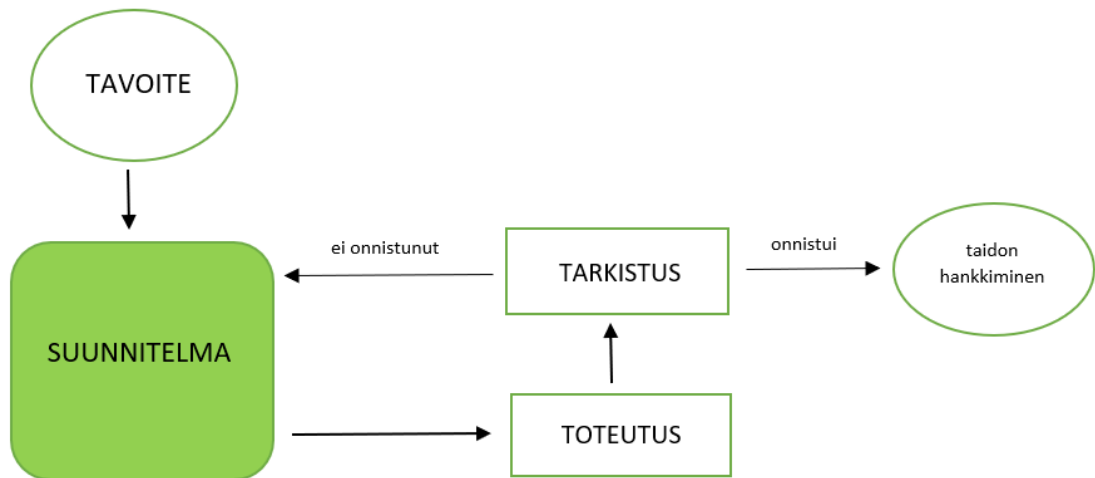 TAVOITE
ei onnistunut
TARKISTUS
onnistui
taidon
hankkiminen
SUUNNITELMA
TOTEUTUS